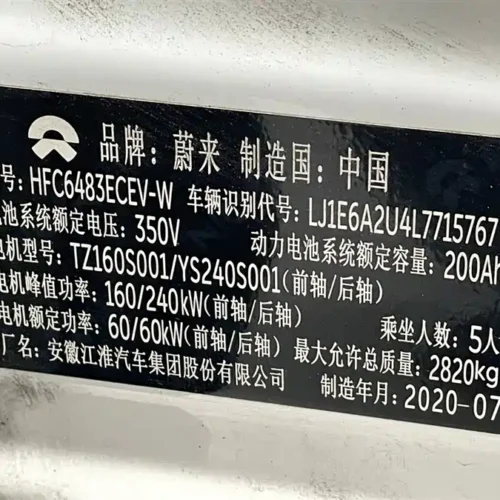 品牌: 蔚来 制造国: 中国
号: HFC6483ECEV-W 车辆识别代号: LJ1E6A2U4L7715767
电池系统额定电压: 350V 动力电池系统额定容量: 200Ah
电机型号: TZ160S001/YS240S001(前轴/后轴)
电机峰值功率: 160/240kW(前轴/后轴) 乘坐人数: 5人
电机额定功率: 60/60kW(前轴/后轴) 最大允许总质量: 2820kg
厂名: 安徽江淮汽车集团股份有限公司 制造年月: 2020-07